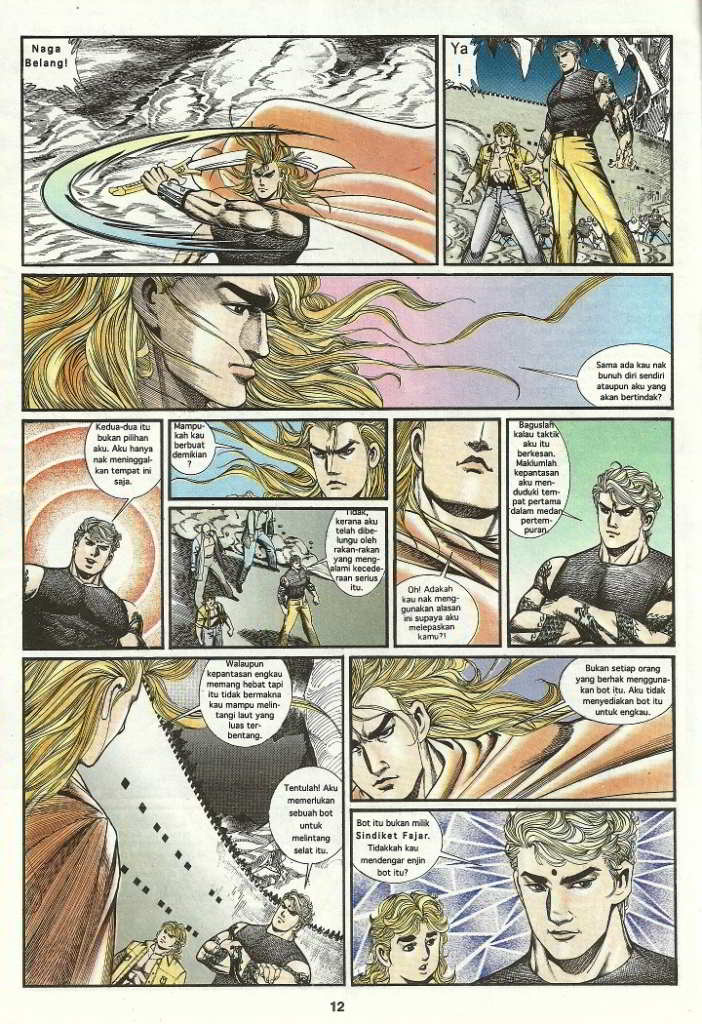 Naga
Belang!
Ya
!
Sama ada kau nak
bunuh diri sendiri
ataupun aku yang
akan bertindak?
Kedua-dua itu
bukan pilihan
aku. Aku hanya
nak meninggal-
kan tempat ini
saja.
Mampu-
kah kau
berbuat
demikian
?
Tidak,
kerana aku
telah dibe-
lungu oleh
rakan-rakan
yang meng-
alami kecede-
raan serius
itu.
Oh! Adakah
kau nak meng-
gunakan alasan
ini supaya aku
melepaskan
kamu?!
Baguslah
kalau taktik
aku itu
berkesan.
Maklumlah
kepantasan
aku men-
duduki tem-
pat pertama
dalam medan
pertem-
puran.
Walaupun
kepantasan engkau
memang hebat tapi
itu tidak bermakna
kau mampu melin-
tangi laut yang
luas ter-
bentang.
Tentulah! Aku
memerlukan
sebuah bot
untuk
melintang
selat itu.
Bukan setiap orang
yang berhak mengguna-
kan bot itu. Aku tidak
menyediakan bot itu
untuk engkau.
Bot itu bukan milik
Sindiket Fajar.
Tidakkah kau
mendengar enjin
bot itu?
12